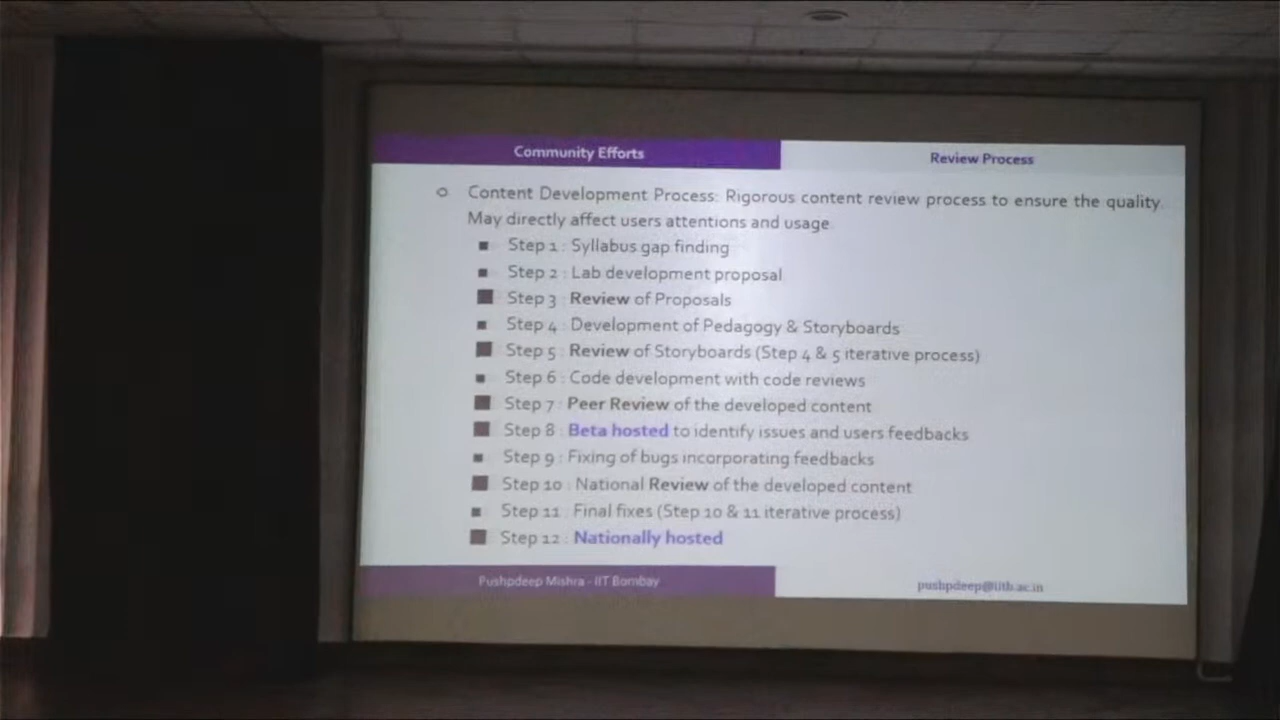 Community Efforts
Review Process
Content Development Process: Rigorous content review process to ensure the quality.
May directly affect users attentions and usage
Step 1 : Syllabus gap finding
Step 2 : Lab development proposal
Step 3 : Review of Proposals
Step 4 : Development of Pedagogy & Storyboards
Step 5 : Review of Storyboards (Step 4 & 5 iterative process)
Step 6 : Code development with code reviews
Step 7 : Peer Review of the developed content
Step 8 : Beta hosted to identify issues and users feedbacks
Step 9 : Fixing of bugs incorporating feedbacks
Step 10 : National Review of the developed content
Step 11 : Final fixes (Step 10 & 11 iterative process)
Step 12 : Nationally hosted
Pushpdeep Mishra - IIT Bombay
pushpdeep@iitb.ac.in